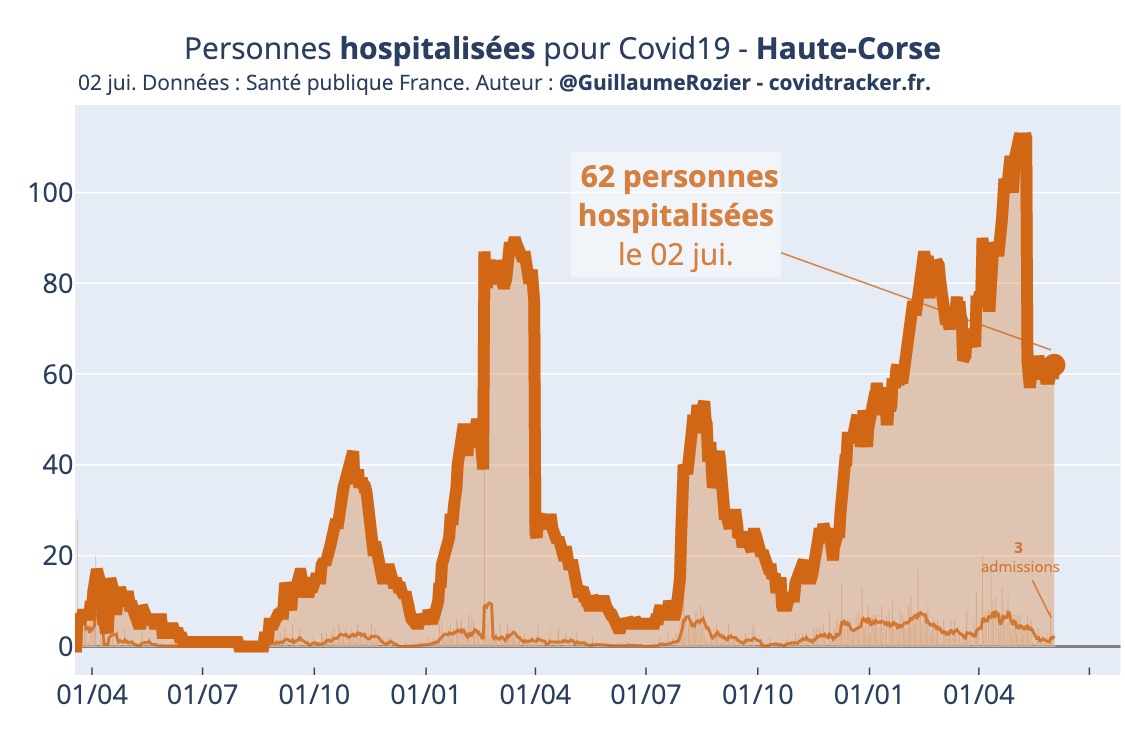 Personnes hospitalisées pour Covid19 - Haute-Corse
02 jui. Données : Santé publique France. Auteur : @GuillaumeRozier - covidtracker.fr.
62 personnes
hospitalisées
le 02 jui.
100
80
60
40
20
0
3
admissions
01/04 01/07 01/10 01/01 01/04 01/07 01/10 01/01 01/04